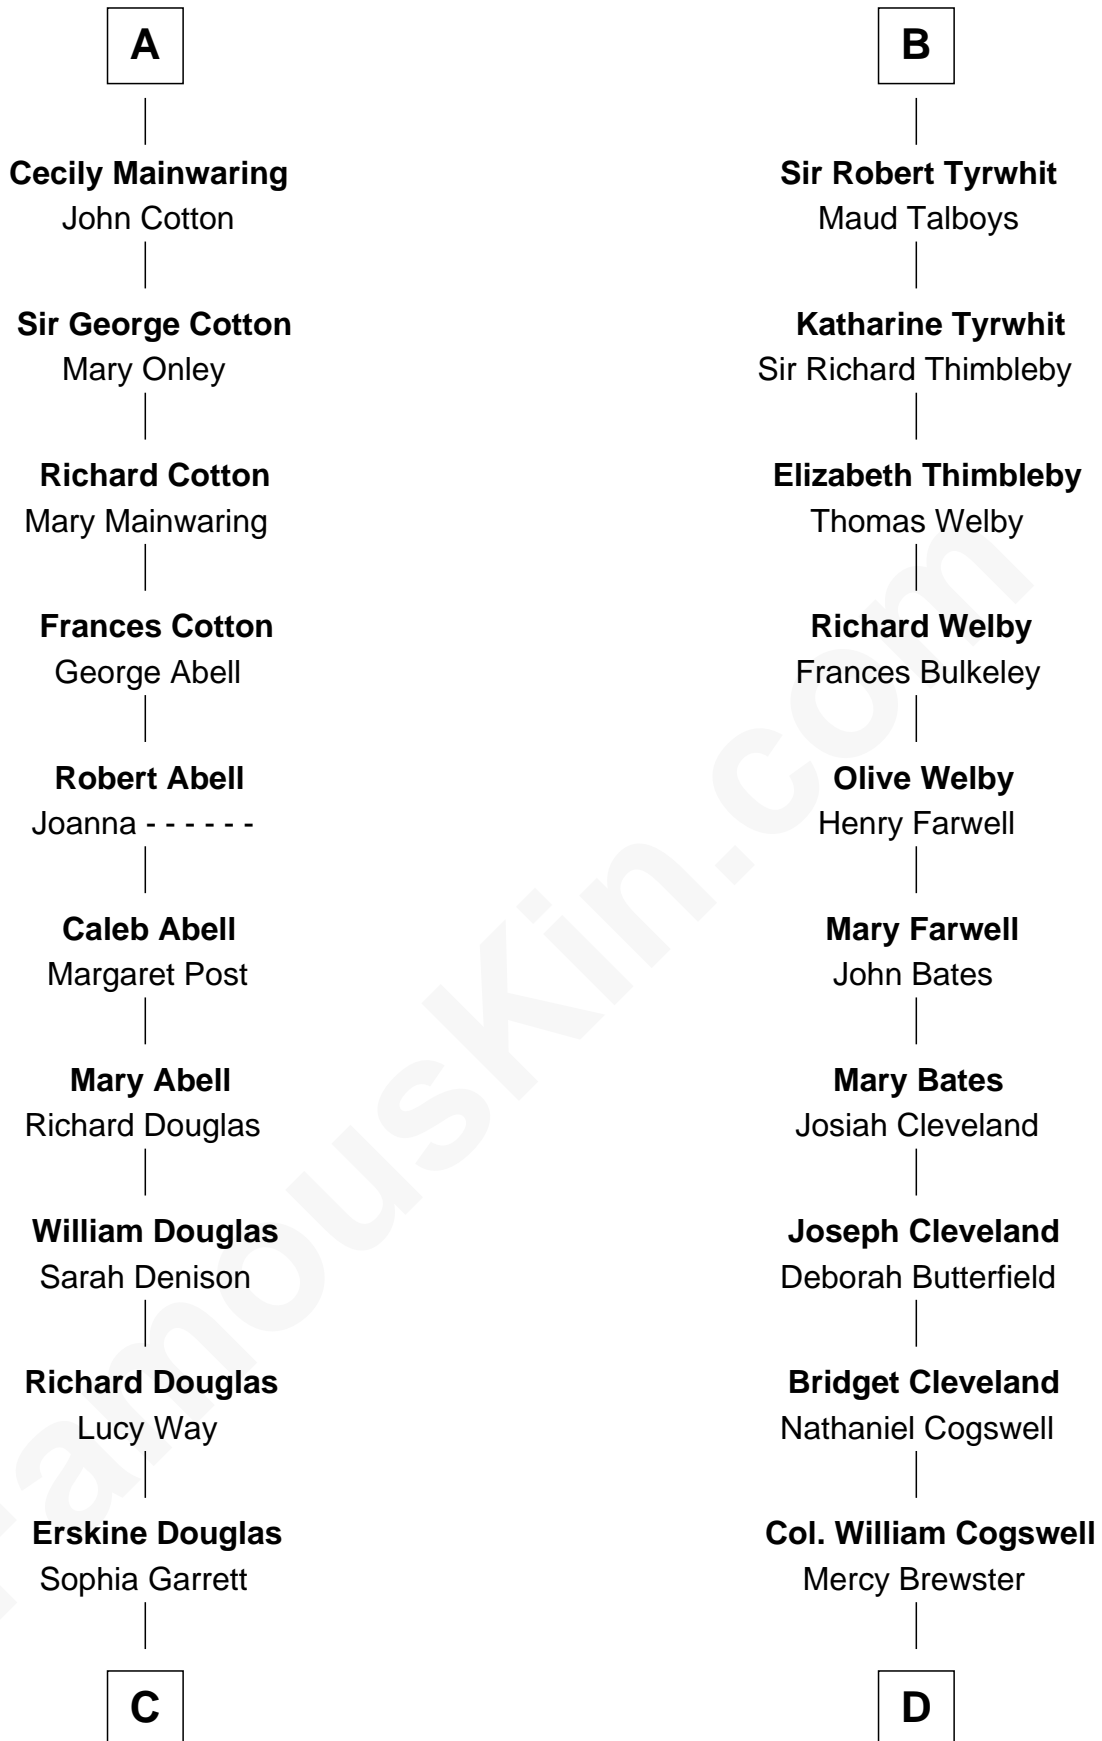 A
Cecily Mainwaring
John Cotton
Sir George Cotton
Mary Onley
Richard Cotton
Mary Mainwaring
Frances Cotton
George Abell
Robert Abell
Joanna - - - - - -
Caleb Abell
Margaret Post
Mary Abell
Richard Douglas
William Douglas
Sarah Denison
Richard Douglas
Lucy Way
Erskine Douglas
Sophia Garrett
C
B
Sir Robert Tyrwhit
Maud Talboys
Katharine Tyrwhit
Sir Richard Thimbleby
Elizabeth Thimbleby
Thomas Welby
Richard Welby
Frances Bulkeley
Olive Welby
Henry Farwell
Mary Farwell
John Bates
Mary Bates
Josiah Cleveland
Joseph Cleveland
Deborah Butterfield
Bridget Cleveland
Nathaniel Cogswell
Col. William Cogswell
Mercy Brewster
D
FamousKin.com